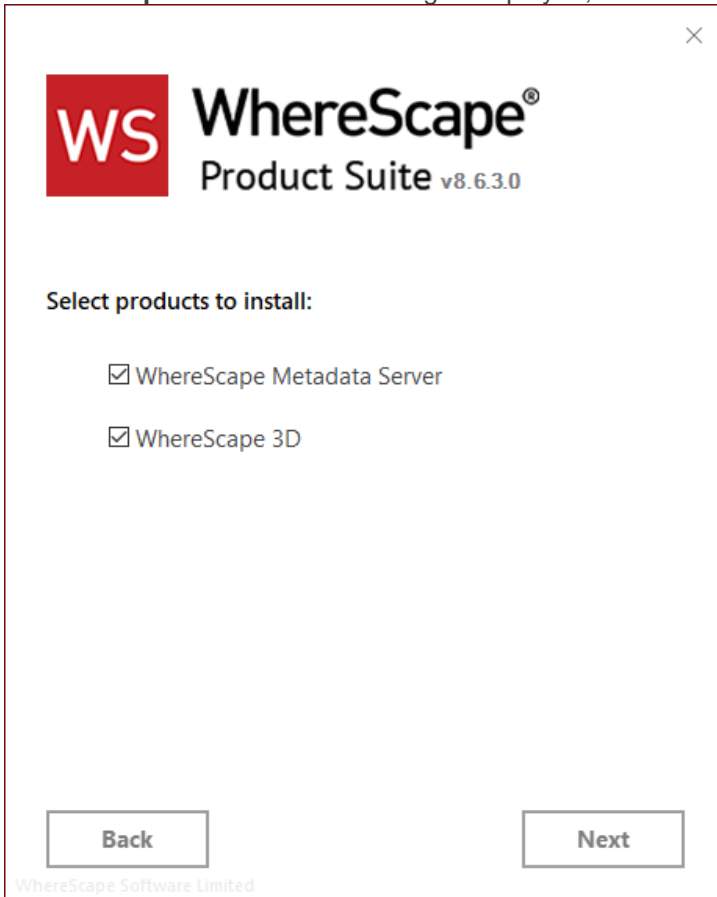 WS WhereScape®
Product Suite v8.6.3.0
Select products to install:
WhereScape Metadata Server
WhereScape 3D
Back Next
WhereScape Software Limited